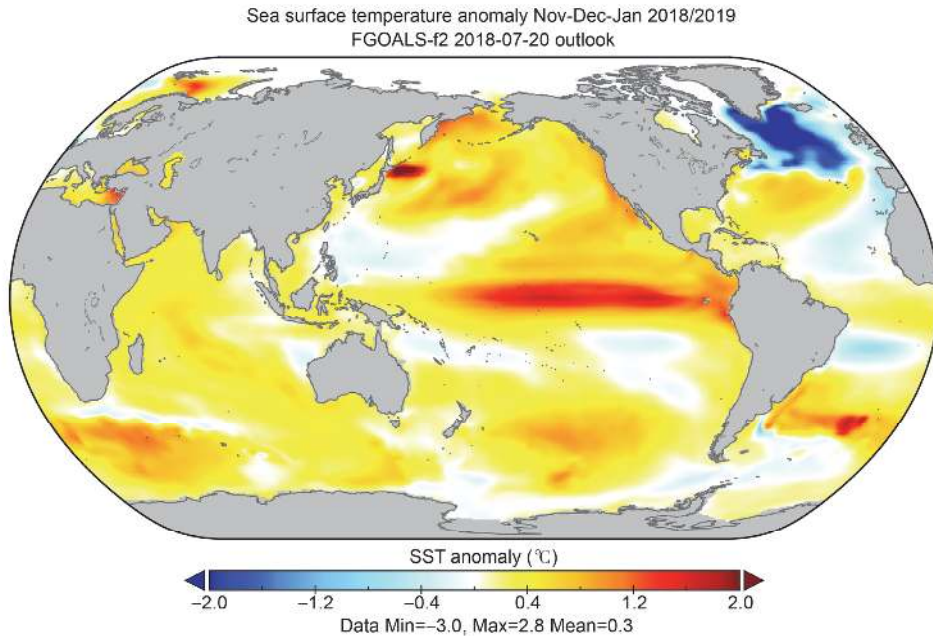 Sea surface temperature anomaly Nov-Dec-Jan 2018/2019
FGOALS-f2 2018-07-20 outlook
SST anomaly (℃)
−2.0 −1.2 −0.4 0.4 1.2 2.0
Data Min=−3.0, Max=2.8 Mean=0.3